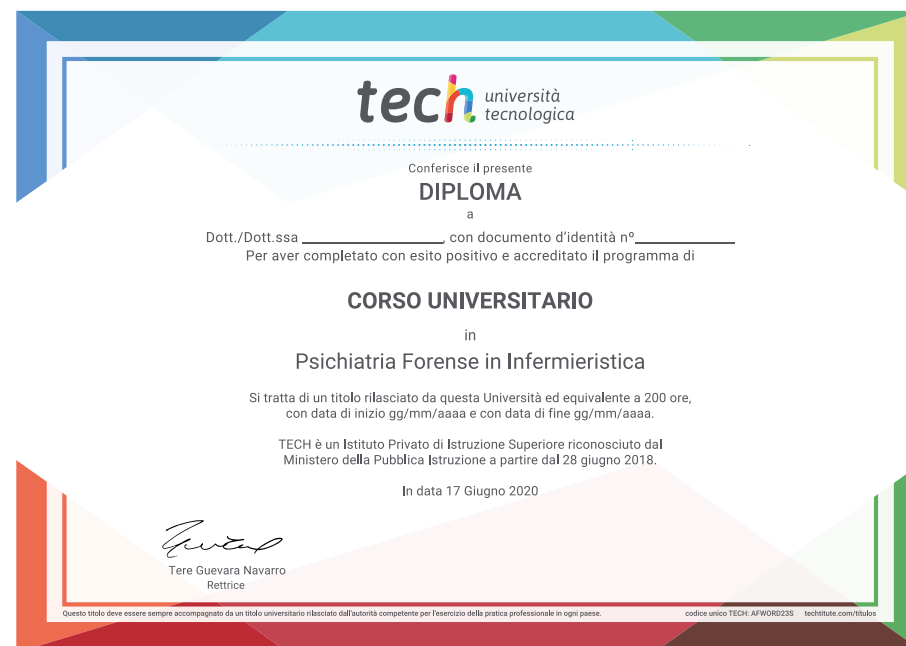 tech università
tecnologica
Conferisce il presente
DIPLOMA
a
Dott./Dott.ssa ________________, con documento d'identità nº____________
Per aver completato con esito positivo e accreditato il programma di
CORSO UNIVERSITARIO
in
Psichiatria Forense in Infermieristica
Si tratta di un titolo rilasciato da questa Università ed equivalente a 200 ore,
con data di inizio gg/mm/aaaa e con data di fine gg/mm/aaaa.
TECH è un Istituto Privato di Istruzione Superiore riconosciuto dal
Ministero della Pubblica Istruzione a partire dal 28 giugno 2018.
In data 17 Giugno 2020
Tere Guevara Navarro
Rettrice
Questo titolo deve essere sempre accompagnato da un titolo universitario rilasciato dall'autorità competente per l'esercizio della pratica professionale in ogni paese. codice unico TECH: AFWORD23S techtitute.com/títulos